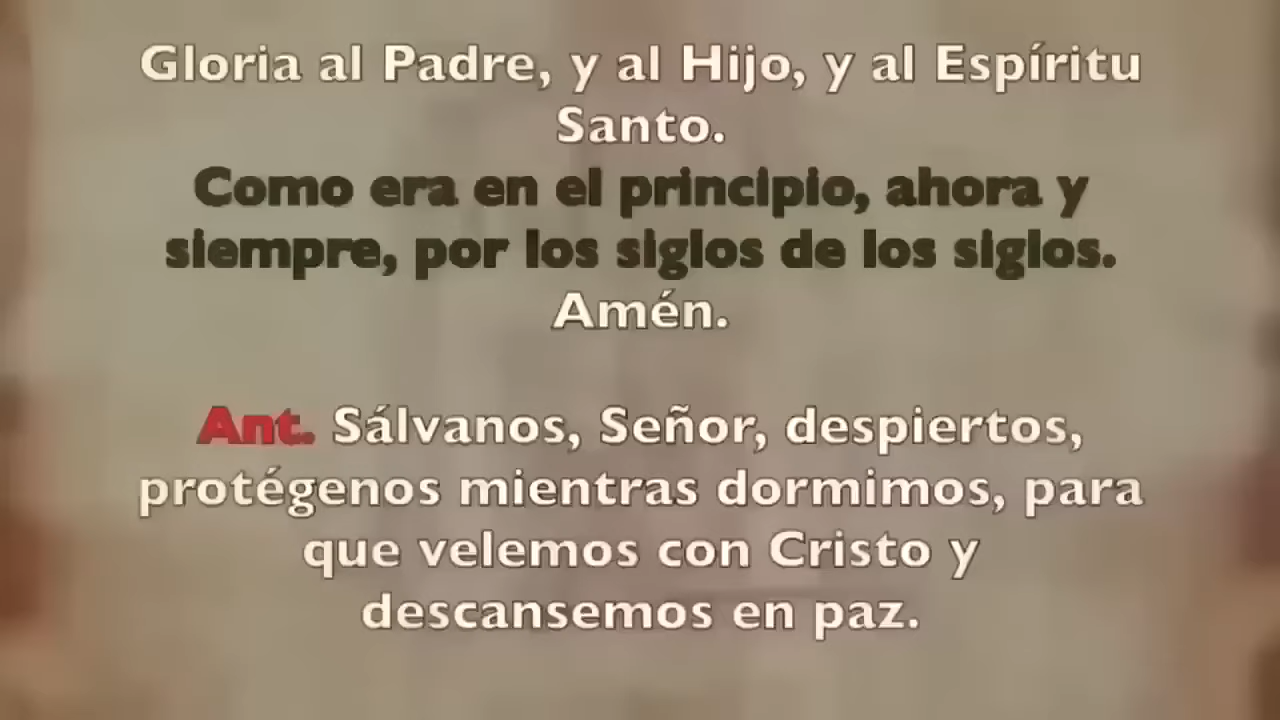 Gloria al Padre, y al Hijo, y al Espíritu
Santo.
Como era en el principio, ahora y
siempre, por los siglos de los siglos.
Amén.
Ant. Sálvanos, Señor, despiertos,
protégenos mientras dormimos, para
que velemos con Cristo y
descansemos en paz.